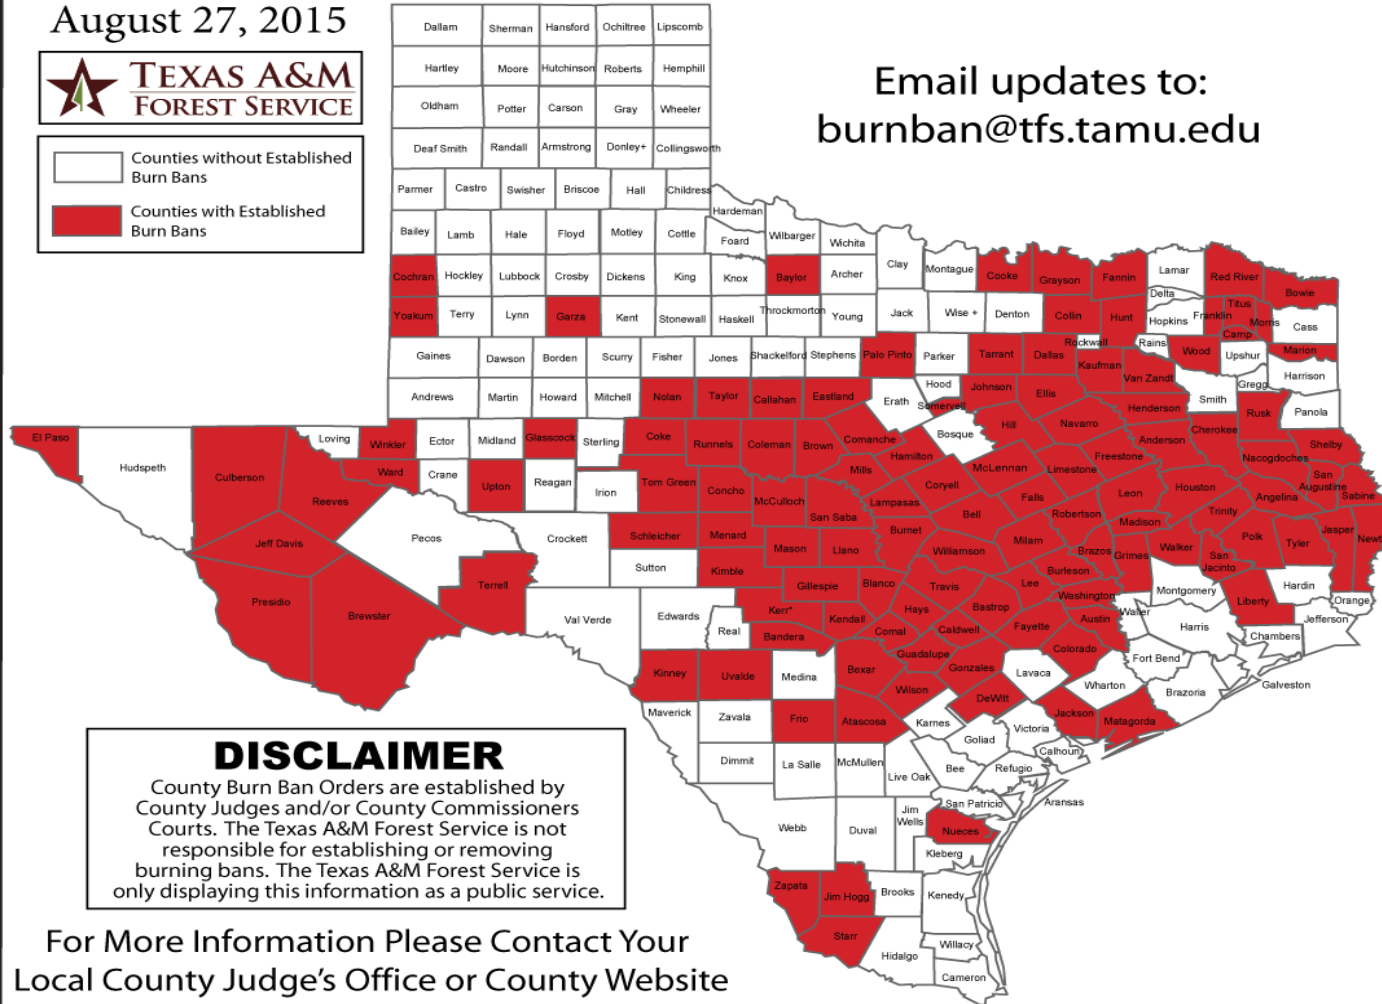 August 27, 2015
TEXAS A&M
FOREST SERVICE
Counties without Established
Burn Bans
Counties with Established
Burn Bans
Email updates to:
burnban@tfs.tamu.edu
Dallam Sherman Hansford Ochiltree Lipscomb
Hartley Moore Hutchinson Roberts Hemphill
Oldham Potter Carson Gray Wheeler
Deaf Smith Randall Armstrong Donley+ Collingsworth
Parmer Castro Swisher Briscoe Hall Childress
Hardeman
Bailey Lamb Hale Floyd Motley Cottle Foard Wilbarger Wichita
Cochran Hockley Lubbock Crosby Dickens King Knox Baylor Archer Clay Montague Cooke Grayson Fannin Lamar Red River Bowie
Delta Titus
Yoakum Terry Lynn Garza Kent Stonewall Haskell Throckmorton Young Jack Wise + Denton Collin Hunt Hopkins Franklin Morris Cass
Camp
Rockwall Rains
Gaines Dawson Borden Scurry Fisher Jones Shackelford Stephens Palo Pinto Parker Tarrant Dallas Kaufman Wood Upshur Marion
Van Zandt Harrison
Andrews Martin Howard Mitchell Nolan Taylor Callahan Eastland Erath Hood Somervell Johnson Ellis Henderson Smith Gregg Rusk Panola
El Paso Hudspeth Culberson Loving Winkler Ector Midland Glasscock Sterling Coke Runnels Coleman Brown Comanche Bosque Hill Navarro Anderson Cherokee Shelby
Hamilton Freestone Nacogdoches
Reeves Ward Crane Upton Reagan Irion Tom Green Concho McCulloch Mills Coryell McLennan Limestone Leon Houston Angelina San
Augustine Sabine
San Saba Lampasas Bell Falls Robertson Madison Trinity
Jeff Davis Pecos Crockett Schleicher Menard Mason Llano Burnet Williamson Milam Brazos Grimes Walker San
Jacinto Polk Tyler Jasper Newt
Presidio Brewster Terrell Sutton Kimble Gillespie Blanco Travis Lee Burleson Washington Montgomery Liberty Hardin Orange
Val Verde Edwards Real Kerr* Kendall Hays Bastrop Fayette Austin Waller Harris Chambers Jefferson
Bandera Comal Caldwell Colorado Fort Bend
Kinney Uvalde Medina Bexar Guadalupe Gonzales Lavaca Wharton Brazoria Galveston
Wilson DeWitt
Maverick Zavala Frio Atascosa Karnes Goliad Victoria Jackson Matagorda
Dimmit La Salle McMullen Live Oak Bee Refugio Calhoun
San Patricio Aransas
Webb Duval Jim
Wells Nueces
Kleberg
Zapata Jim Hogg Brooks Kenedy
Starr Hidalgo Willacy
Cameron
DISCLAIMER
County Burn Ban Orders are established by
County Judges and/or County Commissioners
Courts. The Texas A&M Forest Service is not
responsible for establishing or removing
burning bans. The Texas A&M Forest Service is
only displaying this information as a public service.
For More Information Please Contact Your
Local County Judge's Office or County Website